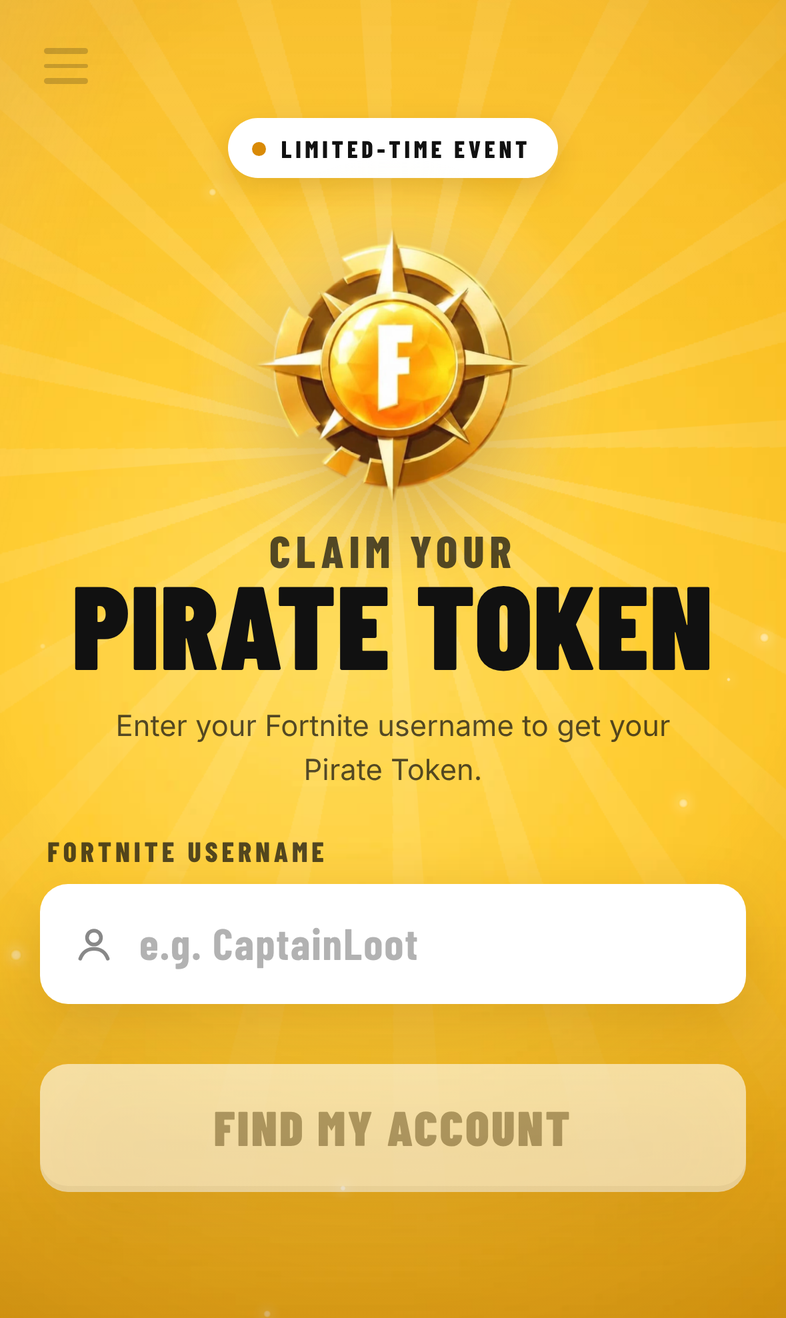 LIMITED-TIME EVENT
F
CLAIM YOUR
PIRATE TOKEN
Enter your Fortnite username to get your
Pirate Token.
FORTNITE USERNAME
e.g. CaptainLoot
FIND MY ACCOUNT